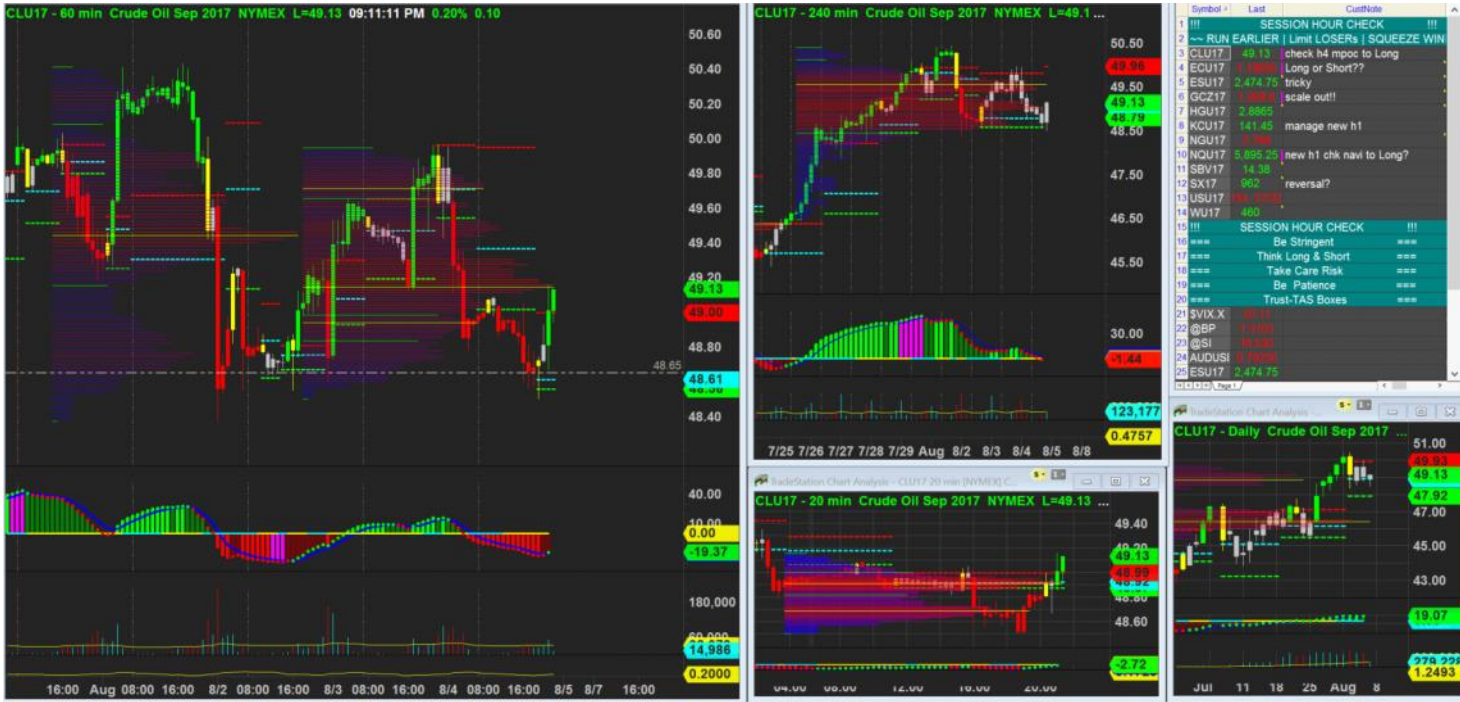 CLU17 - 60 min Crude Oil Sep 2017 NYMEX L=49.13 09:11:11 PM 0.20% 0.10
50.60
50.40
50.20
50.00
49.80
49.60
49.40
49.20
49.13
49.00
48.80
48.65
48.61
48.40
40.00
10.00
0.00
-19.37
180,000
14,986
0.2000
16:00 Aug 08:00 16:00 8/2 08:00 16:00 8/3 08:00 16:00 8/4 08:00 16:00 8/5 8/7 16:00
CLU17 - 240 min Crude Oil Sep 2017 NYMEX L=49.1 ...
50.50
49.96
49.50
49.13
48.79
48.50
47.50
46.50
45.50
30.00
-1.44
123,177
0.4757
7/25 7/26 7/27 7/28 7/29 Aug 8/2 8/3 8/4 8/5 8/8
TradeStation Chart Analysis - CLU17 20 min [NYMEX] C...
CLU17 - 20 min Crude Oil Sep 2017 NYMEX L=49.13 ...
49.40
49.20
49.13
48.99
48.92
48.80
48.60
-2.72
04:00 08:00 12:00 16:00 20:00
Symbol Last CustNote
1 !!! SESSION HOUR CHECK !!!
2 ~~ RUN EARLIER | Limit LOSERs | SQUEEZE WIN
3 CLU17 49.13 check h4 mpoc to Long
4 ECU17 Long or Short??
5 ESU17 2,474.75 tricky
6 GCZ17 scale out!!
7 HGU17 2.8865
8 KCU17 141.45 manage new h1
9 NGU17
10 NQU17 5,895.25 new h1 chk navi to Long?
11 SBV17 14.38
12 SX17 962 reversal?
13 USU17
14 WU17 460
15 !!! SESSION HOUR CHECK !!!
16 === Be Stringent ===
17 === Think Long & Short ===
18 === Take Care Risk ===
19 === Be Patience ===
20 === Trust-TAS Boxes ===
21 $VIX.X
22 @BP
23 @SI
24 AUDUSI
25 ESU17 2,474.75
Page 1
TradeStation Chart Analysis - ...
CLU17 - Daily Crude Oil Sep 2017 ...
51.00
49.93
49.13
47.92
47.00
45.00
43.00
19.07
279,228
1.2493
Jul 11 18 25 Aug 8